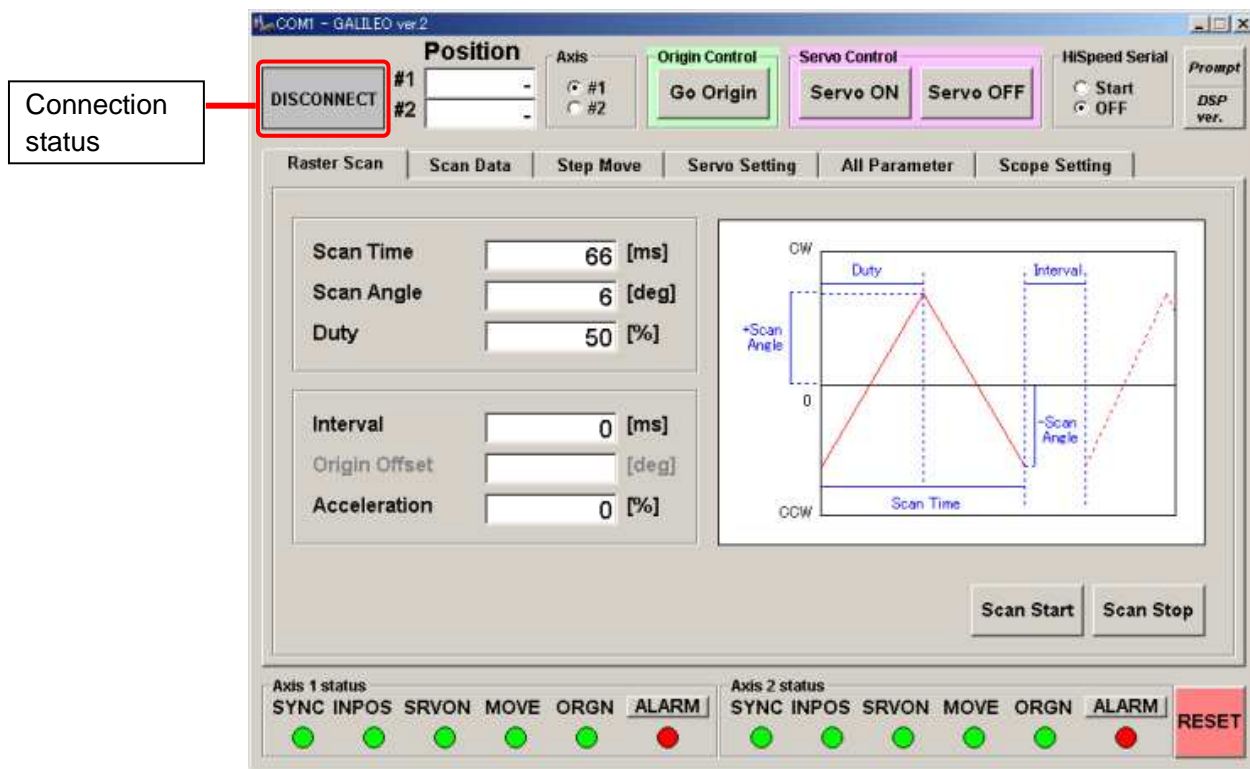 COM1 - GALILEO ver.2
Connection
status
DISCONNECT
Position
#1 -
#2 -
Axis
#1
#2
Origin Control
Go Origin
Servo Control
Servo ON Servo OFF
HiSpeed Serial
Start
OFF
Prompt
DSP
ver.
Raster Scan Scan Data Step Move Servo Setting All Parameter Scope Setting
Scan Time 66 [ms]
Scan Angle 6 [deg]
Duty 50 [%]
Interval 0 [ms]
Origin Offset [deg]
Acceleration 0 [%]
CW
Duty Interval
+Scan
Angle
0
-Scan
Angle
Scan Time
CCW
Scan Start Scan Stop
Axis 1 status
SYNC INPOS SRVON MOVE ORGN ALARM
Axis 2 status
SYNC INPOS SRVON MOVE ORGN ALARM
RESET